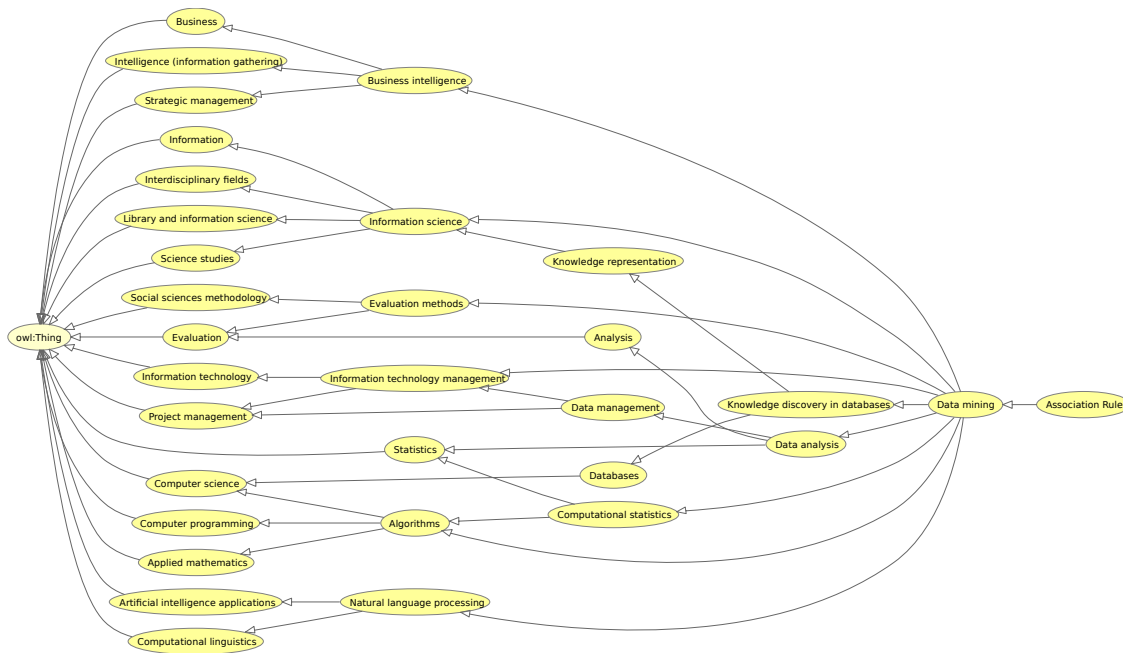 Business
Intelligence (information gathering)
Business intelligence
Strategic management
Information
Interdisciplinary fields
Library and information science
Information science
Science studies
Knowledge representation
Social sciences methodology
Evaluation methods
owl:Thing
Evaluation
Analysis
Information technology
Information technology management
Project management
Data management
Knowledge discovery in databases
Data mining
Association Rule
Statistics
Data analysis
Computer science
Databases
Computer programming
Algorithms
Computational statistics
Applied mathematics
Artificial intelligence applications
Natural language processing
Computational linguistics